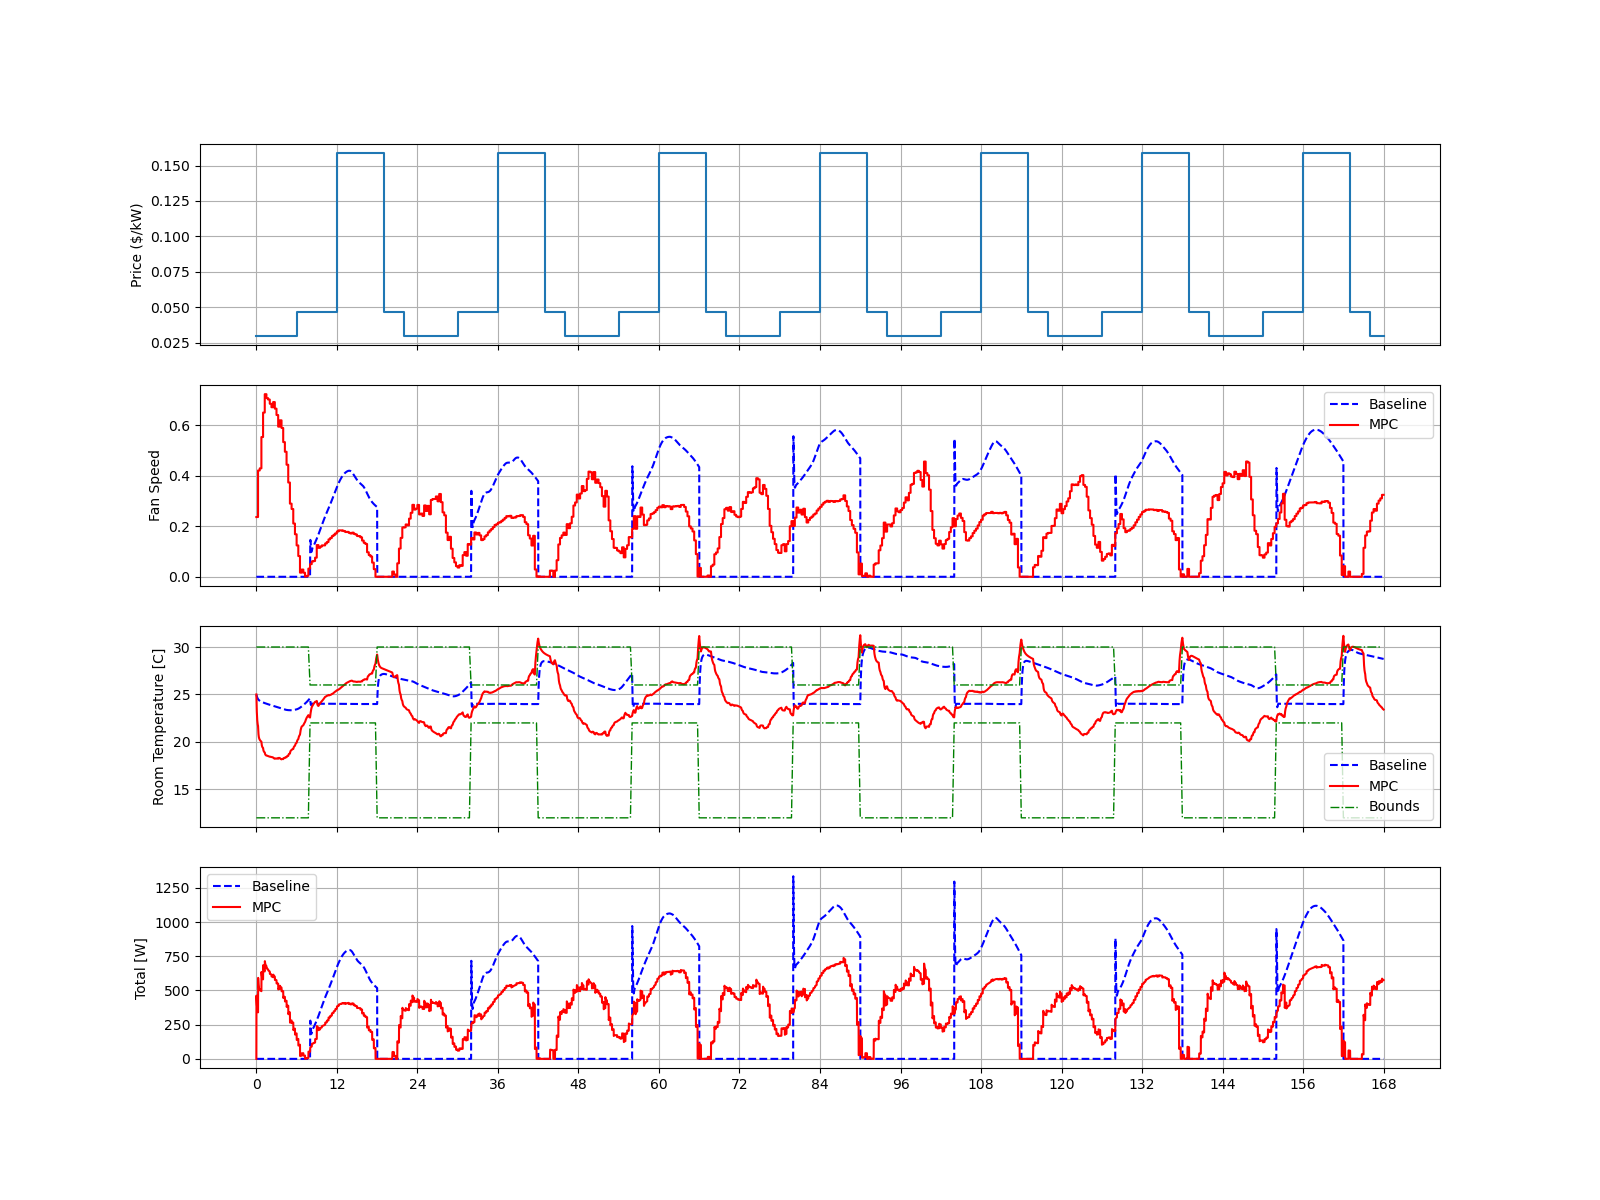 0.150
0.125
0.100
0.075
0.050
0.025
Price ($/kW)
0.6
0.4
0.2
0.0
Fan Speed
Baseline
MPC
30
25
20
15
Room Temperature [C]
Baseline
MPC
Bounds
1250
1000
750
500
250
0
Total [W]
Baseline
MPC
0 12 24 36 48 60 72 84 96 108 120 132 144 156 168